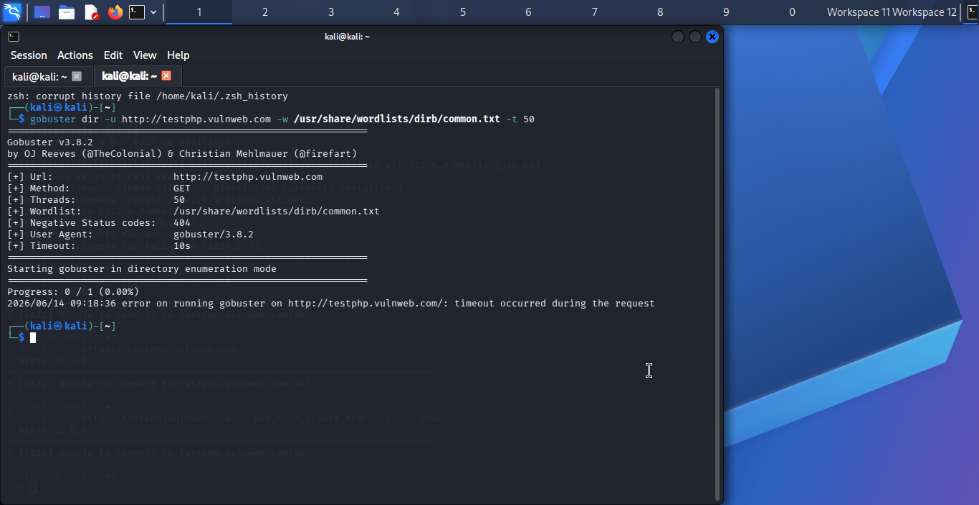 1 2 3 4 5 6 7 8 9 0 Workspace 11 Workspace 12
kali@kali: ~
Session Actions Edit View Help
kali@kali: ~ kali@kali: ~
zsh: corrupt history file /home/kali/.zsh_history
┌──(kali㉿kali)-[~]
└─$ gobuster dir -u http://testphp.vulnweb.com -w /usr/share/wordlists/dirb/common.txt -t 50
===============================================================
Gobuster v3.8.2
by OJ Reeves (@TheColonial) & Christian Mehlmauer (@firefart)
===============================================================
[+] Url: http://testphp.vulnweb.com
[+] Method: GET
[+] Threads: 50
[+] Wordlist: /usr/share/wordlists/dirb/common.txt
[+] Negative Status codes: 404
[+] User Agent: gobuster/3.8.2
[+] Timeout: 10s
===============================================================
Starting gobuster in directory enumeration mode
===============================================================
Progress: 0 / 1 (0.00%)
2026/06/14 09:18:36 error on running gobuster on http://testphp.vulnweb.com/: timeout occurred during the request
┌──(kali㉿kali)-[~]
└─$